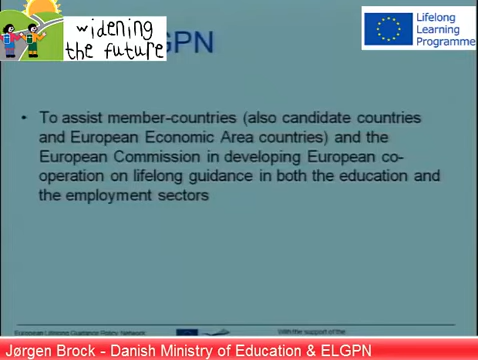 widening
the future
GPN
Lifelong
Learning
Programme
• To assist member-countries (also candidate countries
and European Economic Area countries) and the
European Commission in developing European co-
operation on lifelong guidance in both the education and
the employment sectors
European Lifelong Guidance Policy Network
With the support of the
Jørgen Brock - Danish Ministry of Education & ELGPN